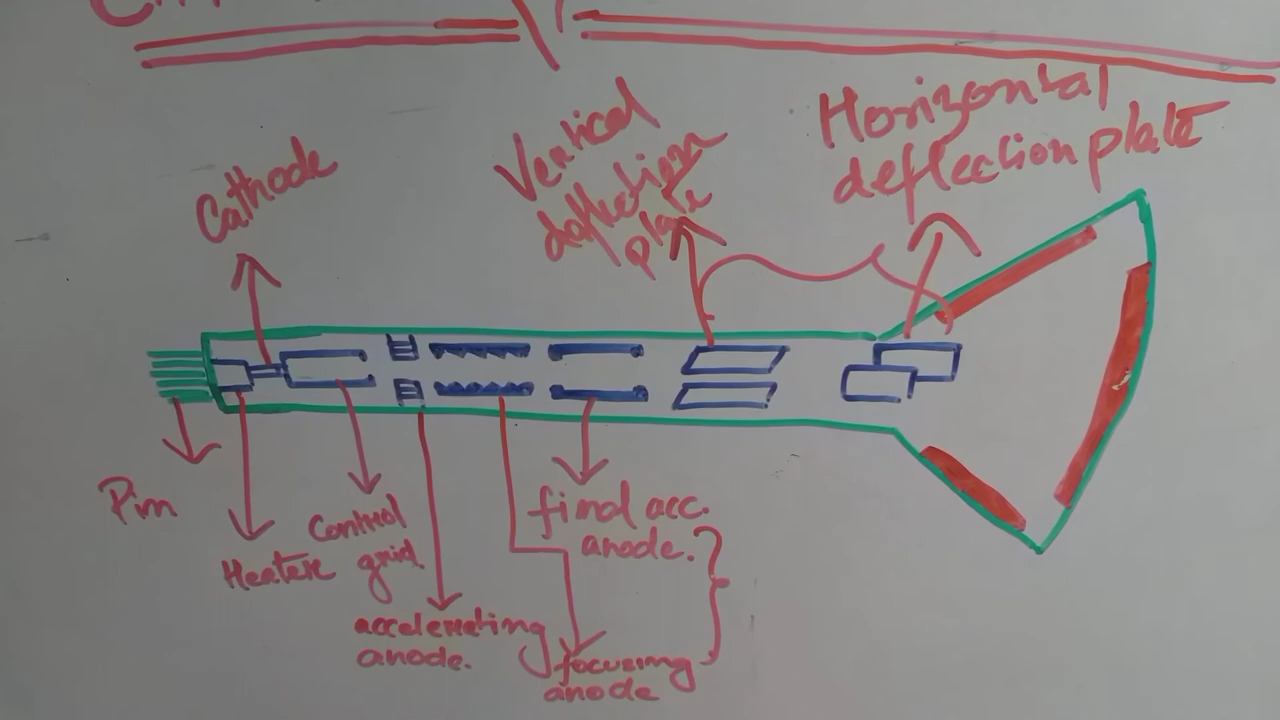 Cathode
Vertical
deflection
plate
Horizontal
deflection plate
Pin
Heater
Control
grid
accelerating
anode.
final acc.
anode.
focusing
anode